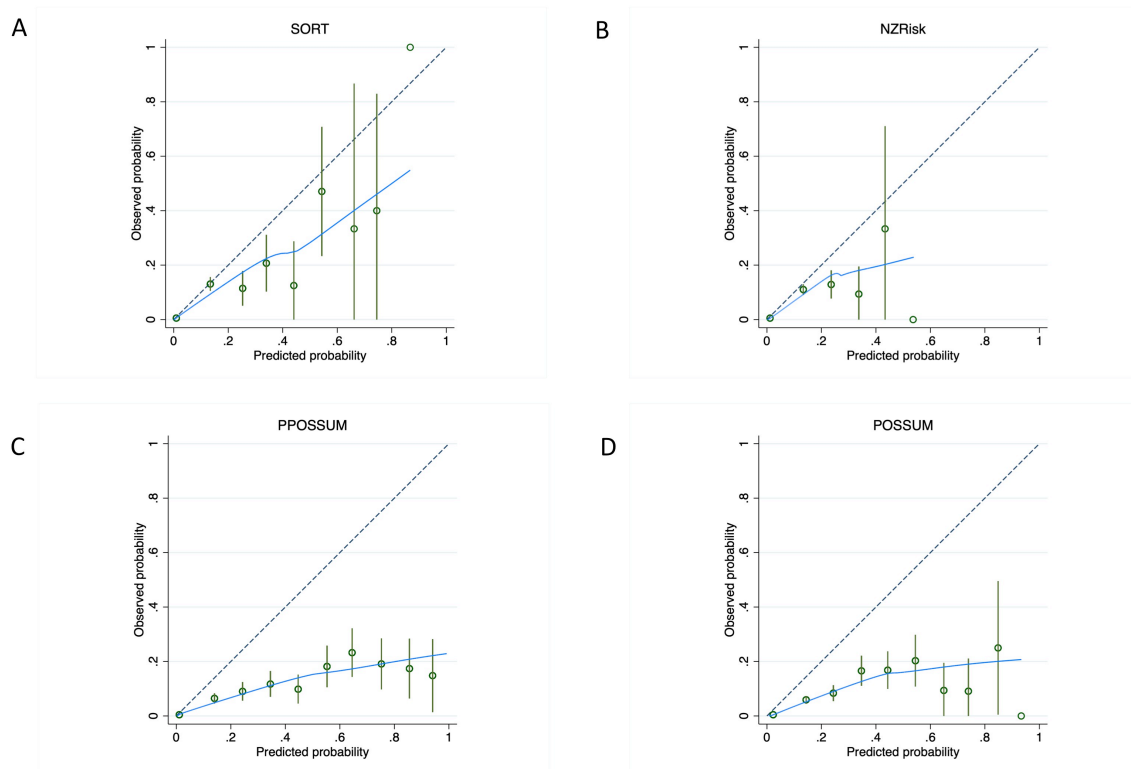 A
SORT
Observed probability
1
.8
.6
.4
.2
0
0 .2 .4 .6 .8 1
Predicted probability
B
NZRisk
Observed probability
1
.8
.6
.4
.2
0
0 .2 .4 .6 .8 1
Predicted probability
C
PPOSSUM
Observed probability
1
.8
.6
.4
.2
0
0 .2 .4 .6 .8 1
Predicted probability
D
POSSUM
Observed probability
1
.8
.6
.4
.2
0
0 .2 .4 .6 .8 1
Predicted probability